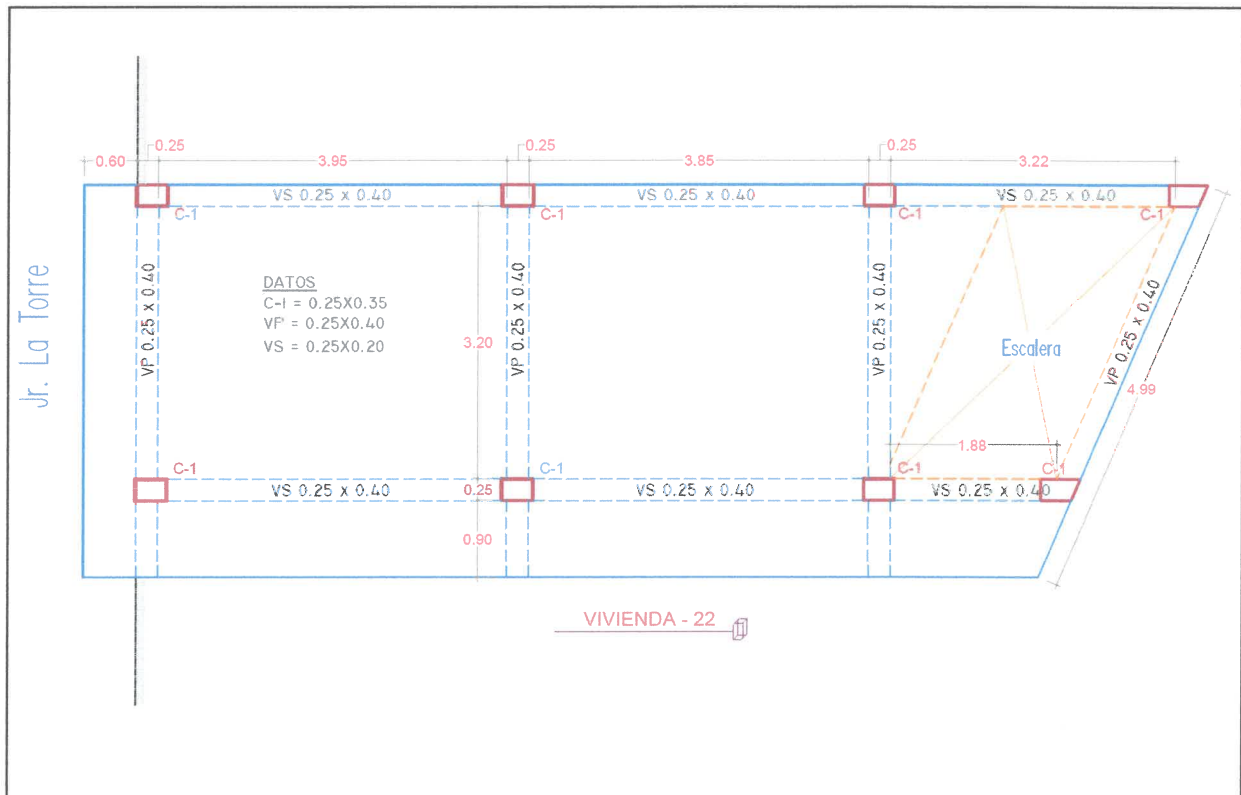 0.25
0.25
0.25
0.60
3.95
3.85
3.22
VS 0.25 x 0.40
VS 0.25 x 0.40
VS 0.25 x 0.40
C-1
C-1
C-1
C-1
Jr. La Torre
VP 0.25 x 0.40
DATOS
C-1 = 0.25X0.35
VP = 0.25X0.40
VS = 0.25X0.20
3.20
VP 0.25 x 0.40
VP 0.25 x 0.40
Escalera
VP 0.25 x 0.40
4.99
1.88
C-1
C-1
C-1
C-1
VS 0.25 x 0.40
0.25
VS 0.25 x 0.40
VS 0.25 x 0.40
0.90
VIVIENDA - 22